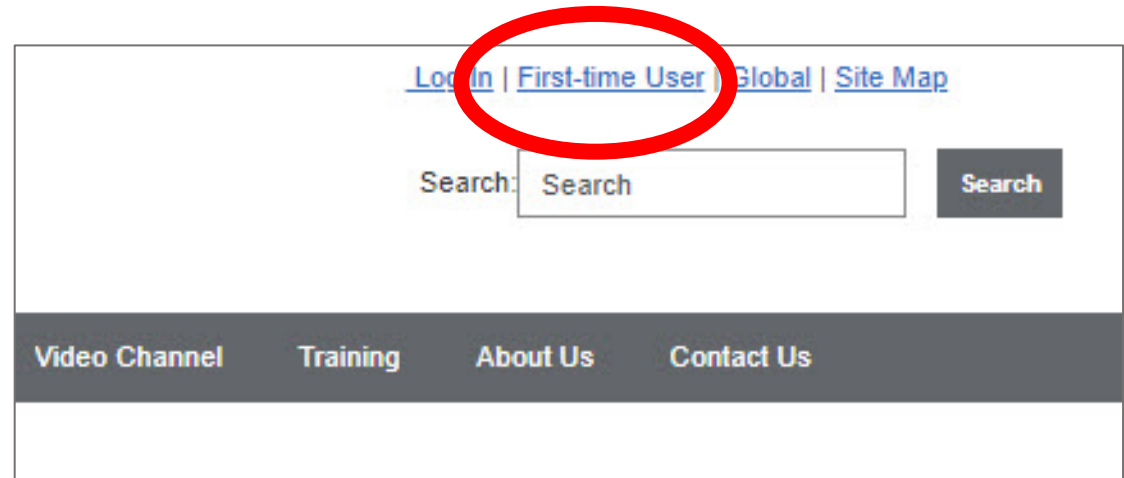 Log In | First-time User | Global | Site Map
Search: Search Search
Video Channel Training About Us Contact Us